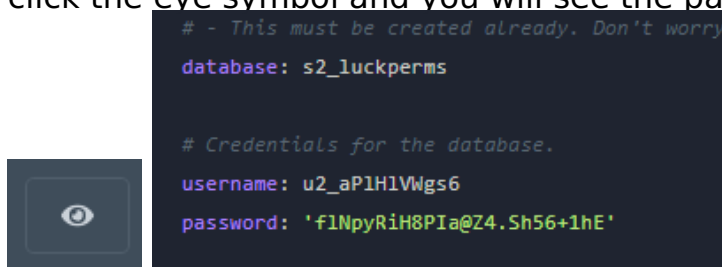 click the eye symbol and you will see the pa
# - This must be created already. Don't worry
database: s2_luckperms
# Credentials for the database.
username: u2_aPlHlVWgs6
password: 'flNpyRiH8PIa@Z4.Sh56+1hE'